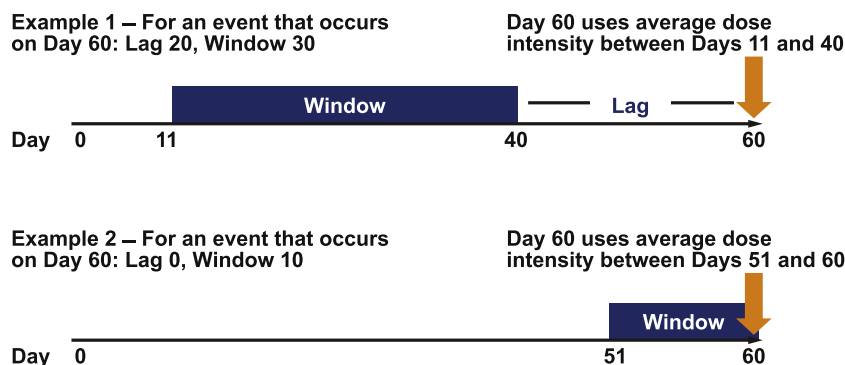 Example 1 – For an event that occurs
on Day 60: Lag 20, Window 30
Day 60 uses average dose
intensity between Days 11 and 40
Window
Lag
Day 0 11 40 60
Example 2 – For an event that occurs
on Day 60: Lag 0, Window 10
Day 60 uses average dose
intensity between Days 51 and 60
Window
Day 0 51 60